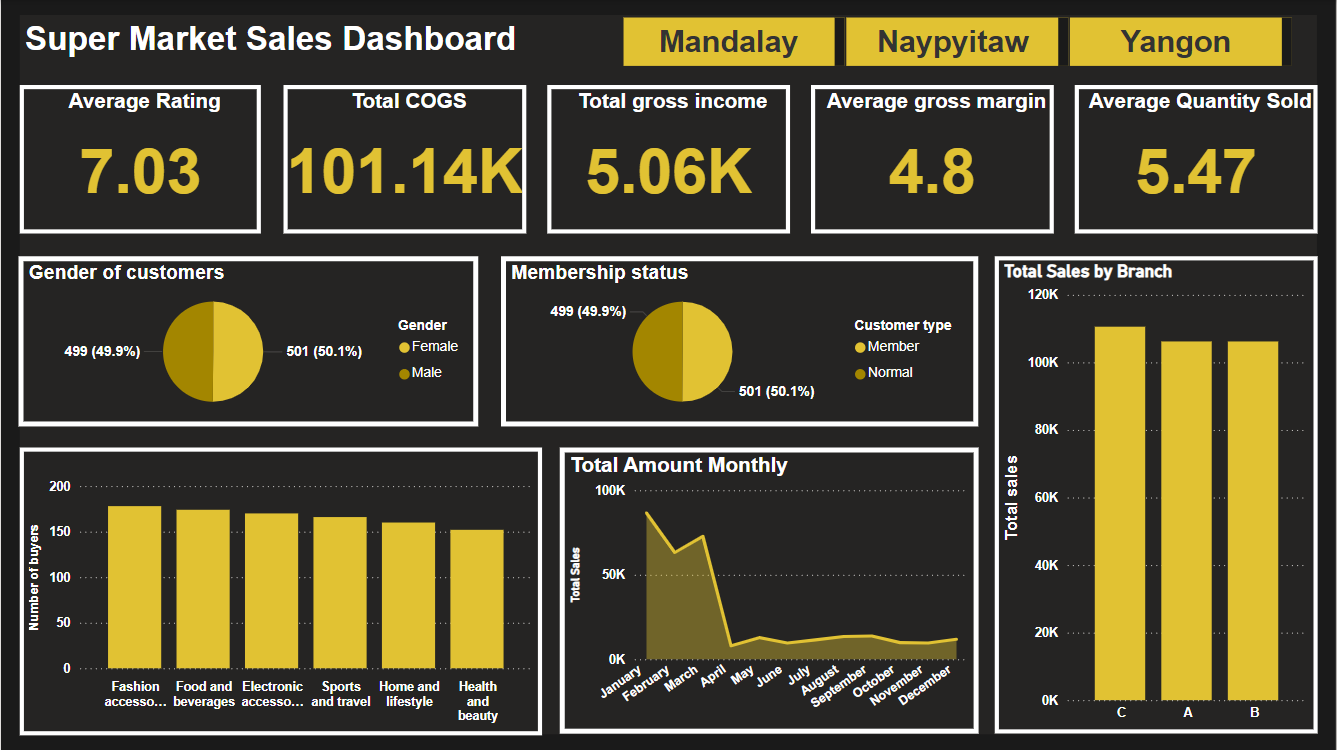 Super Market Sales Dashboard
Mandalay
Naypyitaw
Yangon
Average Rating
7.03
Total COGS
101.14K
Total gross income
5.06K
Average gross margin
4.8
Average Quantity Sold
5.47
Gender of customers
499 (49.9%)
501 (50.1%)
Gender
Female
Male
Membership status
499 (49.9%)
501 (50.1%)
Customer type
Member
Normal
Total Sales by Branch
Total sales
120K
100K
80K
60K
40K
20K
0K
C
A
B
Number of buyers
200
150
100
50
0
Fashion
accesso…
Food and
beverages
Electronic
accesso…
Sports
and travel
Home and
lifestyle
Health
and
beauty
Total Amount Monthly
Total Sales
100K
50K
0K
January
February
March
April
May
June
July
August
September
October
November
December